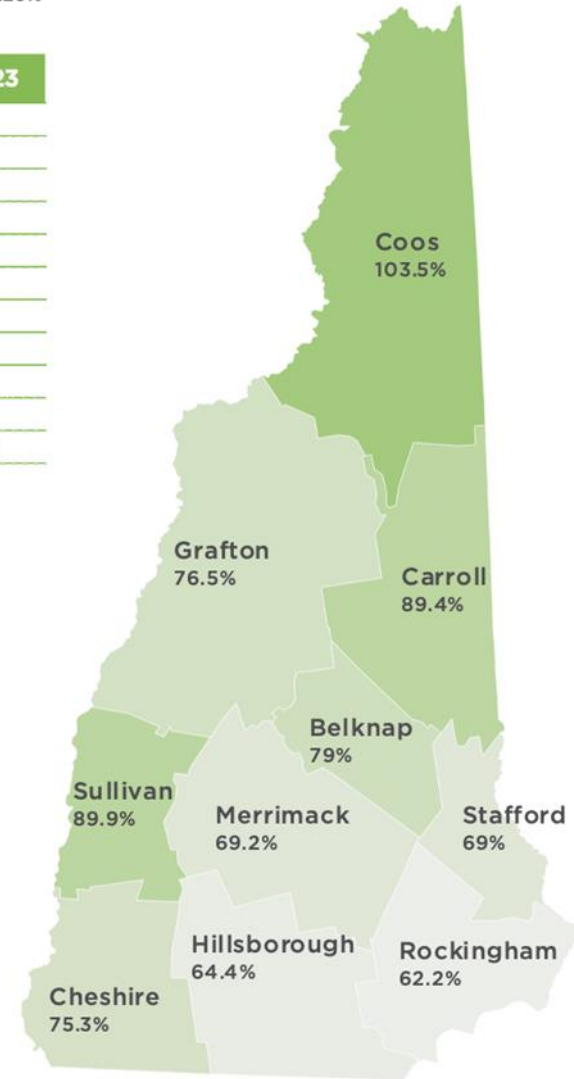 23
Coos
103.5%
Grafton
76.5%
Carroll
89.4%
Belknap
79%
Sullivan
89.9%
Merrimack
69.2%
Stafford
69%
Hillsborough
64.4%
Rockingham
62.2%
Cheshire
75.3%